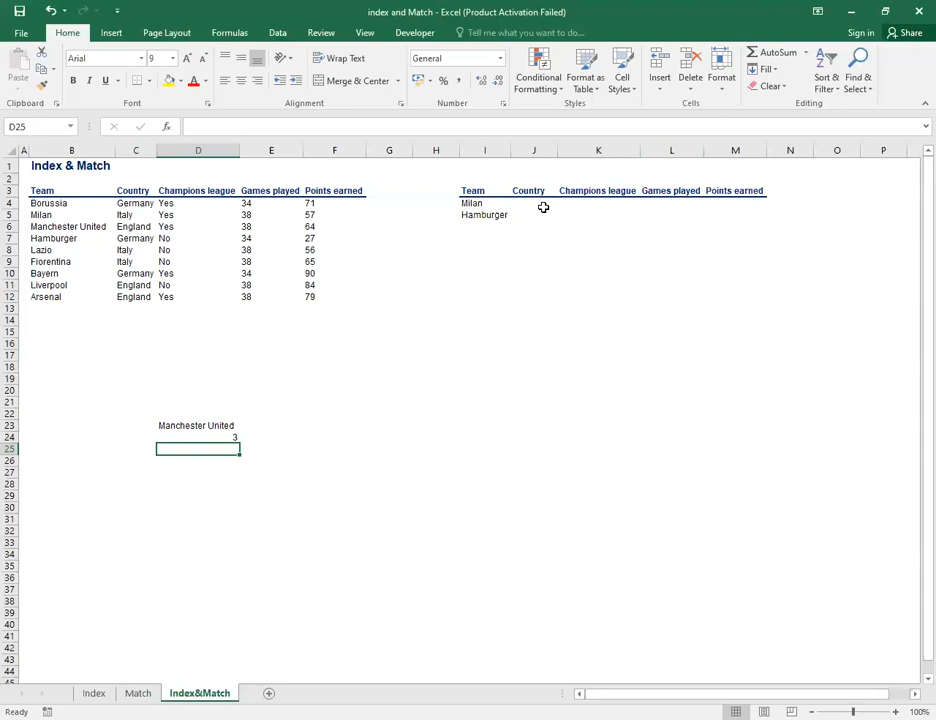 index and Match - Excel (Product Activation Failed)
File Home Insert Page Layout Formulas Data Review View Developer Tell me what you want to do... Sign in Share
Paste Arial 9 Wrap Text General Conditional Formatting Format as Table Cell Styles Insert Delete Format AutoSum Sort & Filter Find & Select
B I U A Merge & Center % , Fill Clear
Clipboard Font Alignment Number Styles Cells Editing
D25 fx
A B C D E F G H I J K L M N O P
1 Index & Match
2
3 Team Country Champions league Games played Points earned Team Country Champions league Games played Points earned
4 Borussia Germany Yes 34 71 Milan
5 Milan Italy Yes 38 57 Hamburger
6 Manchester United England Yes 38 64
7 Hamburger Germany No 34 27
8 Lazio Italy No 38 56
9 Fiorentina Italy No 38 65
10 Bayern Germany Yes 34 90
11 Liverpool England No 38 84
12 Arsenal England Yes 38 79
13
14
15
16
17
18
19
20
21
22
23 Manchester United
24 3
25
26
27
28
29
30
31
32
33
34
35
36
37
38
39
40
41
42
43
44
45
Index Match Index&Match
Ready 100%